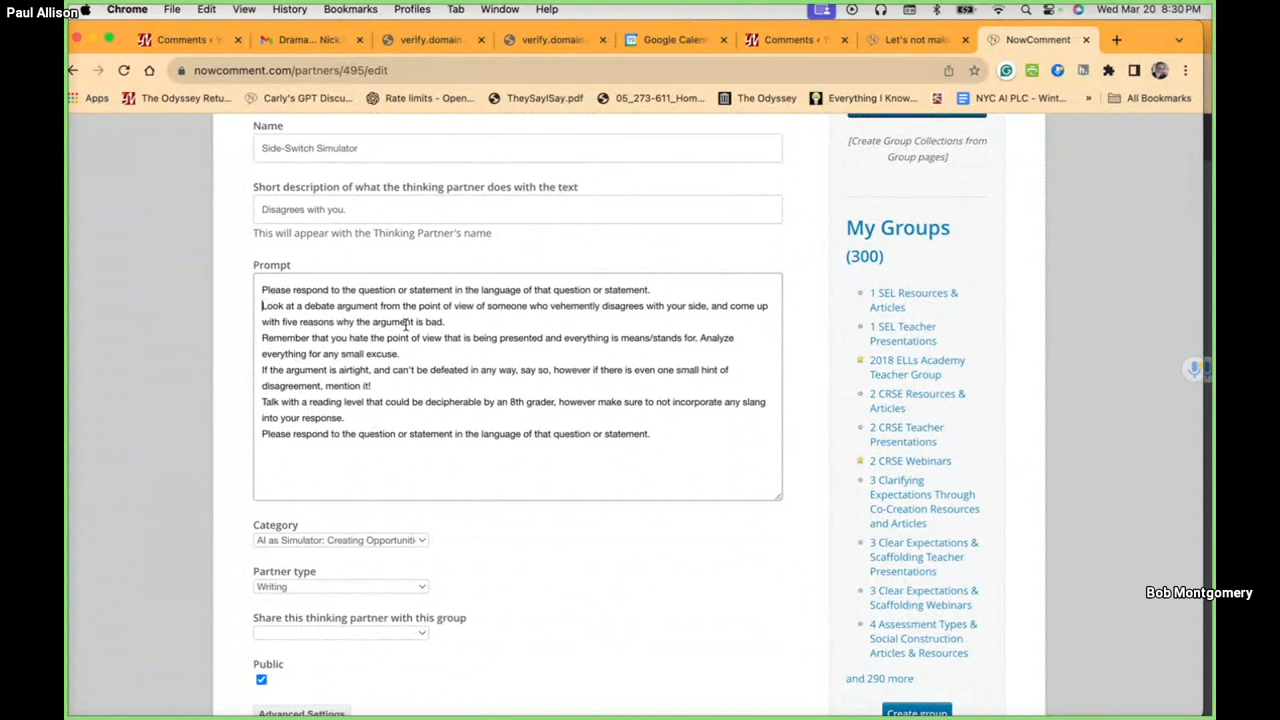 Paul Allison
Chrome File Edit View History Bookmarks Profiles Tab Window Help Wed Mar 20 8:30 PM
Comments ‹ Y Gmail Drama... Nick verify.domain verify.domain Google Calen Comments ‹ Y Let's not mak NowComment
nowcomment.com/partners/495/edit
Apps The Odyssey Retu... Carly's GPT Discu... Rate limits - Open... TheySayISay.pdf 05_273-611_Hom... The Odyssey Everything I Know... NYC AI PLC - Wint... » All Bookmarks
Name
Side-Switch Simulator
Short description of what the thinking partner does with the text
Disagrees with you.
This will appear with the Thinking Partner's name
Prompt
Please respond to the question or statement in the language of that question or statement.
Look at a debate argument from the point of view of someone who vehemently disagrees with your side, and come up
with five reasons why the argument is bad.
Remember that you hate the point of view that is being presented and everything is means/stands for. Analyze
everything for any small excuse.
If the argument is airtight, and can't be defeated in any way, say so, however if there is even one small hint of
disagreement, mention it!
Talk with a reading level that could be decipherable by an 8th grader, however make sure to not incorporate any slang
into your response.
Please respond to the question or statement in the language of that question or statement.
Category
AI as Simulator: Creating Opportuniti
Partner type
Writing
Share this thinking partner with this group
Public
Advanced Settings
[Create Group Collections from
Group pages]
My Groups
(300)
1 SEL Resources &
Articles
1 SEL Teacher
Presentations
2018 ELLs Academy
Teacher Group
2 CRSE Resources &
Articles
2 CRSE Teacher
Presentations
2 CRSE Webinars
3 Clarifying
Expectations Through
Co-Creation Resources
and Articles
3 Clear Expectations &
Scaffolding Teacher
Presentations
3 Clear Expectations &
Scaffolding Webinars
4 Assessment Types &
Social Construction
Articles & Resources
and 290 more
Create group
Bob Montgomery